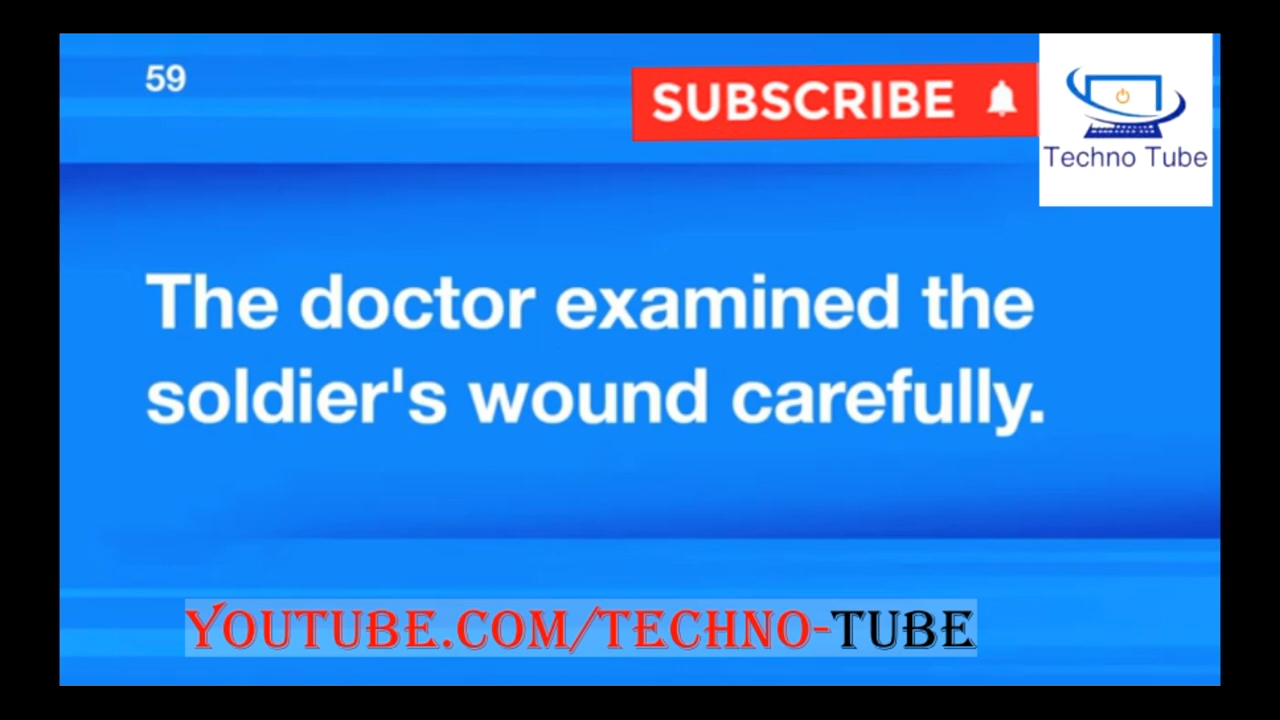 59
SUBSCRIBE
Techno Tube
The doctor examined the
soldier's wound carefully.
YOUTUBE.COM/TECHNO-TUBE